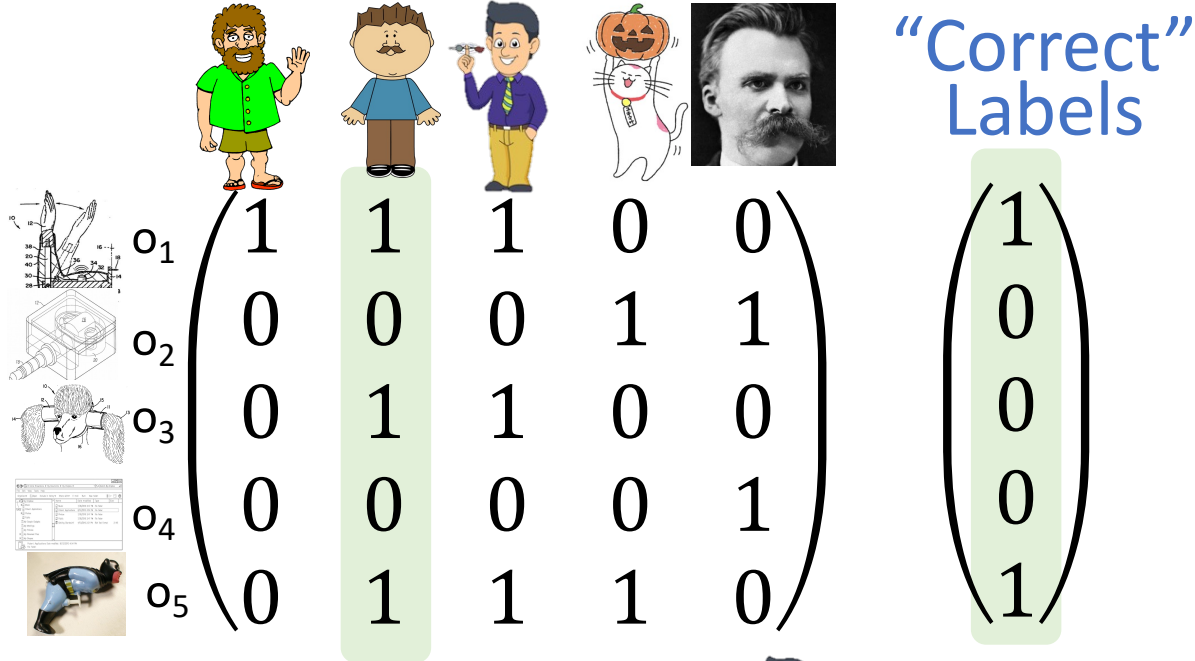 “Correct”
Labels
o1 1 1 1 0 0 1
o2 0 0 0 1 1 0
o3 0 1 1 0 0 0
o4 0 0 0 0 1 0
o5 0 1 1 1 0 1